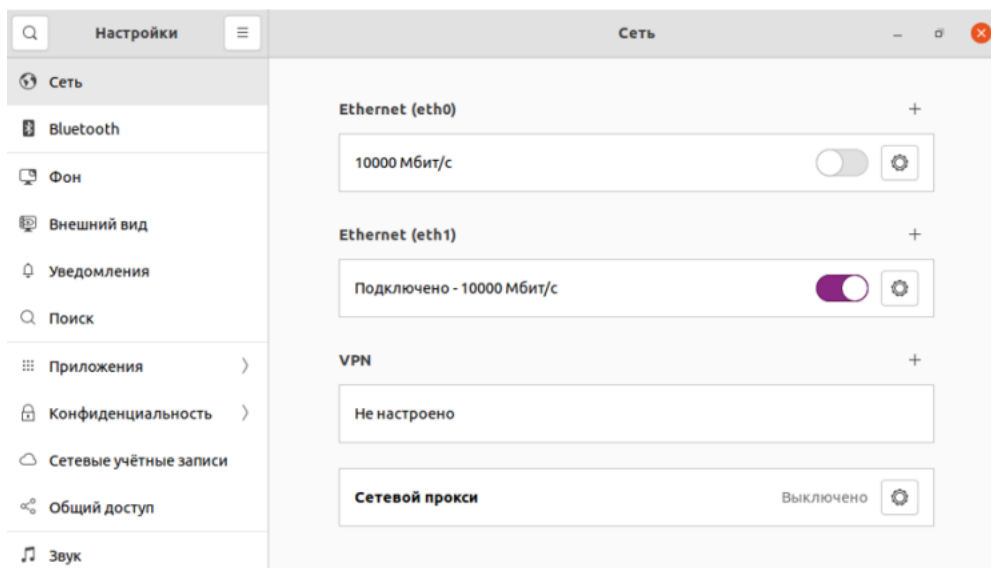 Настройки
Сеть
Сеть
Bluetooth
Фон
Внешний вид
Уведомления
Поиск
Приложения
Конфиденциальность
Сетевые учётные записи
Общий доступ
Звук
Ethernet (eth0)
10000 Мбит/с
Ethernet (eth1)
Подключено - 10000 Мбит/с
VPN
Не настроено
Сетевой прокси
Выключено